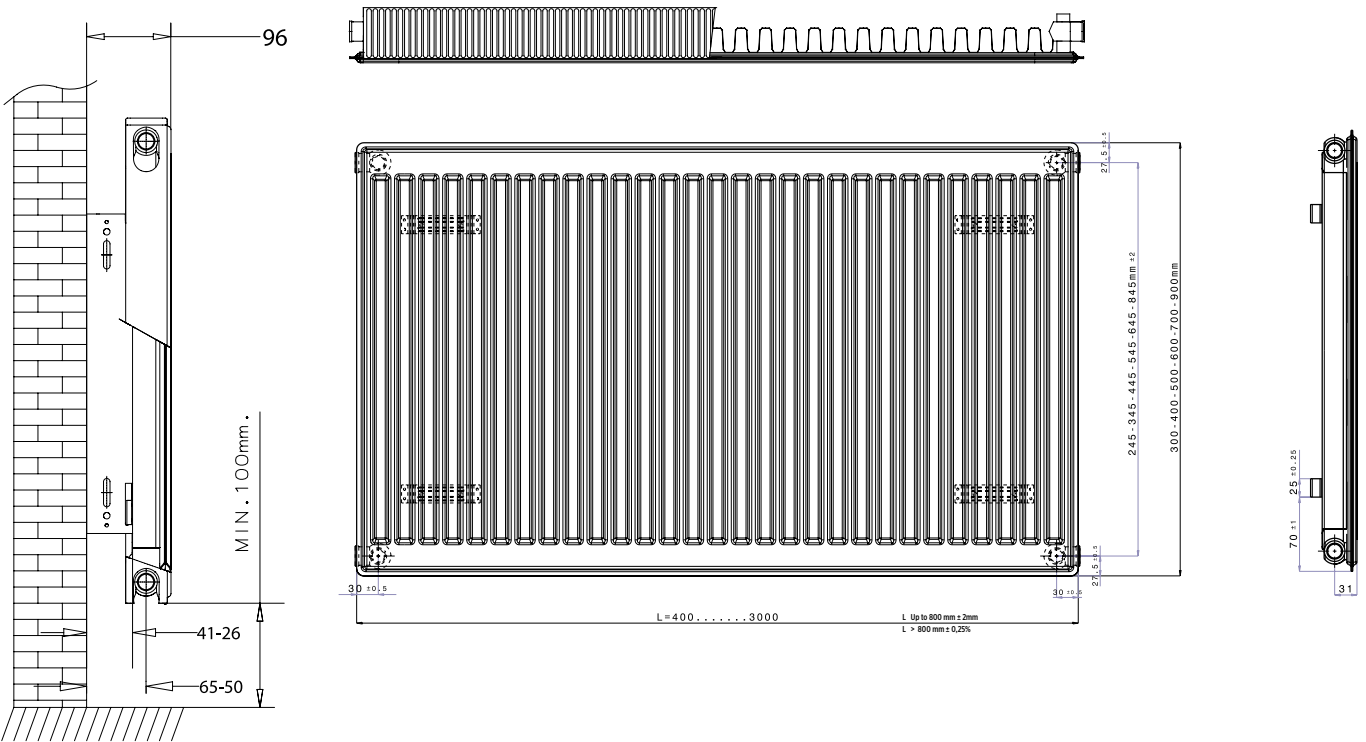 96
MIN.100mm.
41-26
65-50
27.5 ±0.5
245-345-445-545-645-845mm ±2
300-400-500-600-700-900mm
27.5 ±0.5
30 ±0.5
30 ±0.5
L=400.......3000
L Up to 800 mm ± 2mm
L > 800 mm ± 0,25%
25 ±0.25
70 ±1
31